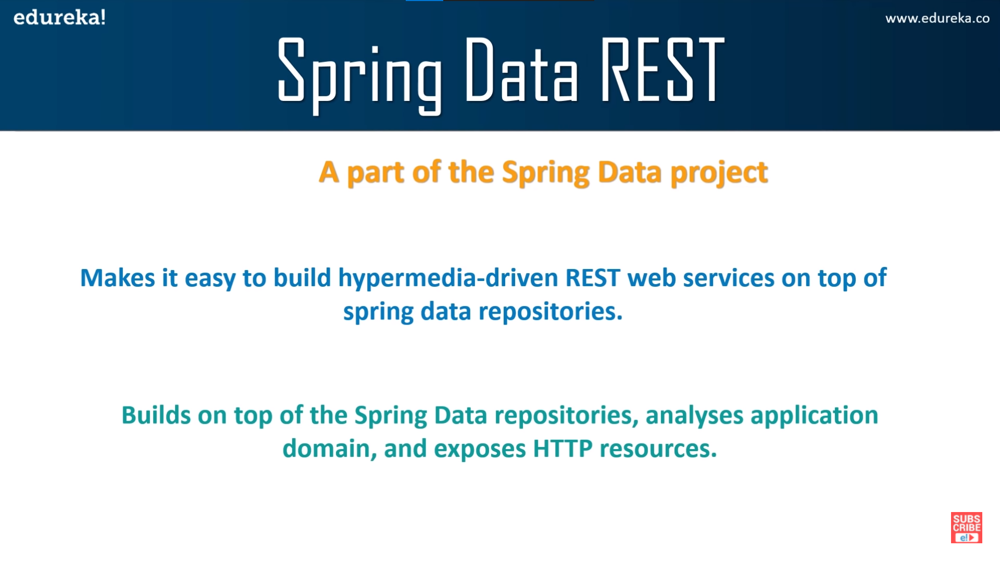 edureka!
www.edureka.co
Spring Data REST
A part of the Spring Data project
Makes it easy to build hypermedia-driven REST web services on top of
spring data repositories.
Builds on top of the Spring Data repositories, analyses application
domain, and exposes HTTP resources.
SUBS
CRIBE
e!